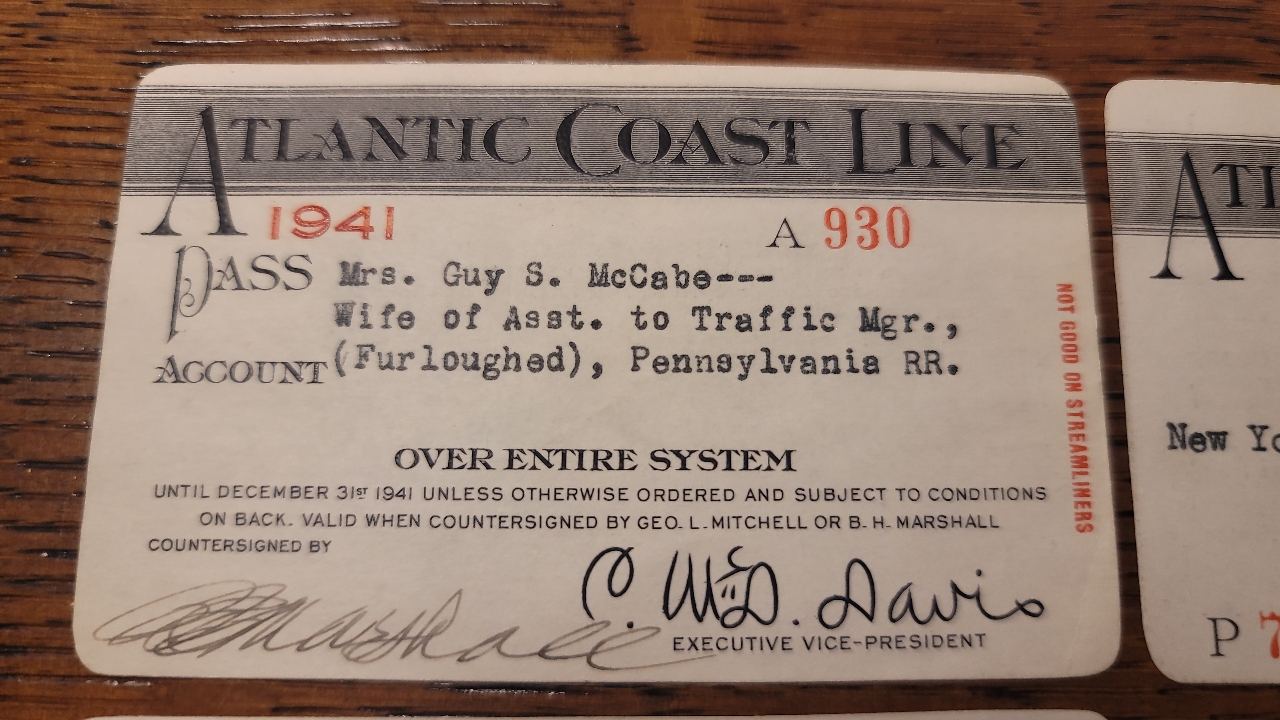 ATLANTIC COAST LINE
1941 A 930
PASS Mrs. Guy S. McCabe---
Wife of Asst. to Traffic Mgr.,
ACCOUNT (Furloughed), Pennsylvania RR.
OVER ENTIRE SYSTEM
UNTIL DECEMBER 31ST 1941 UNLESS OTHERWISE ORDERED AND SUBJECT TO CONDITIONS
ON BACK. VALID WHEN COUNTERSIGNED BY GEO. L. MITCHELL OR B. H. MARSHALL
COUNTERSIGNED BY
B H Marshall
C. McD. Davis
EXECUTIVE VICE-PRESIDENT
NOT GOOD ON STREAMLINERS
New
P 7